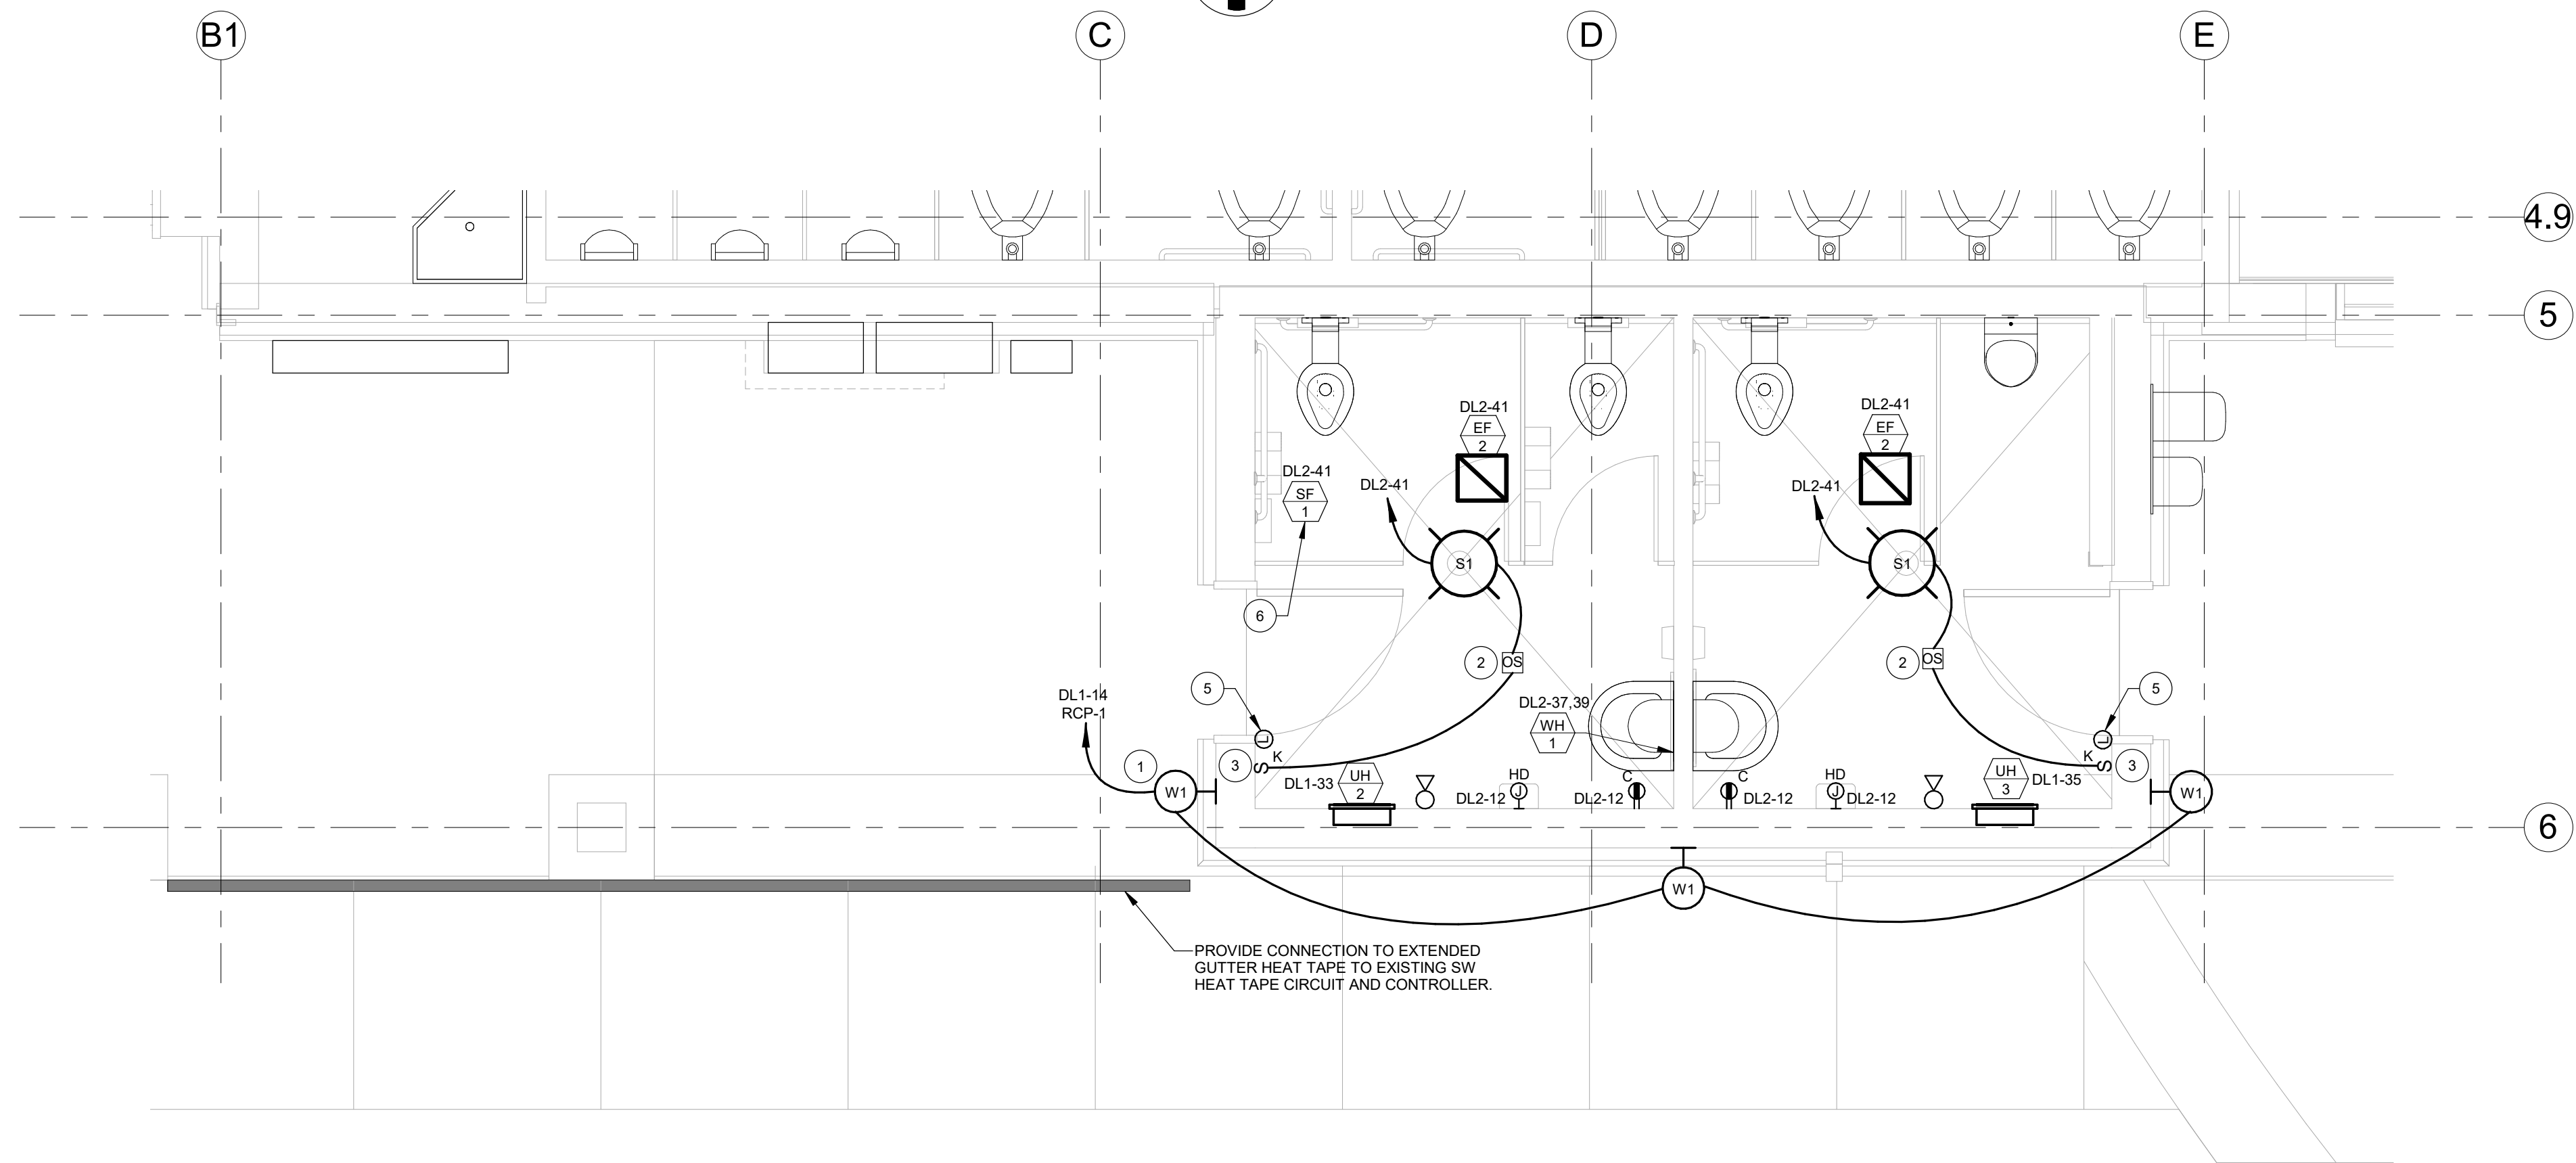 B1
C
D
E
4.9
5
DL2-41
EF
2
DL2-41
EF
2
DL2-41
SF
1
DL2-41
DL2-41
S1
S1
6
2
OS
2
OS
5
5
DL1-14
RCP-1
DL2-37,39
WH
1
L
L
K
K
1
3
S
S
3
W1
DL1-33
UH
2
HD
J
DL2-12
C
DL2-12
C
DL2-12
HD
J
DL2-12
UH
3
DL1-35
W1
6
W1
PROVIDE CONNECTION TO EXTENDED
GUTTER HEAT TAPE TO EXISTING SW
HEAT TAPE CIRCUIT AND CONTROLLER.